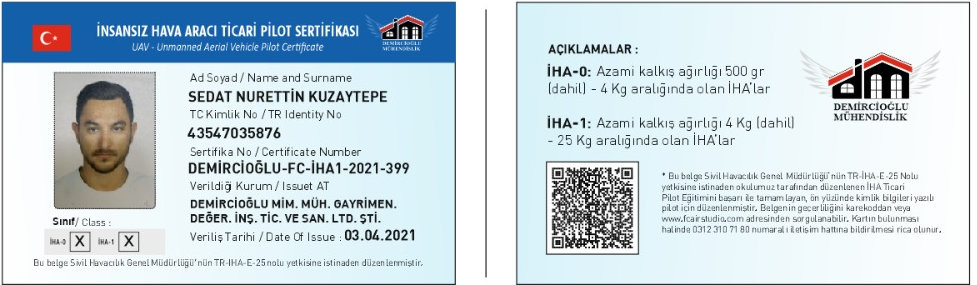 İNSANSIZ HAVA ARACI TİCARİ PİLOT SERTİFİKASI
UAV - Unmanned Aerial Vehicle Pilot Certificate
DEMİRCİOĞLU
MÜHENDİSLİK
Ad Soyad / Name and Surname
SEDAT NURETTİN KUZAYTEPE
TC Kimlik No / TR Identity No
43547035876
Sertifika No / Certificate Number
DEMİRCİOĞLU-FC-İHA1-2021-399
Verildiği Kurum / Issuet AT
DEMİRCİOĞLU MİM. MÜH. GAYRİMEN.
DEĞER. İNŞ. TİC. VE SAN. LTD. ŞTİ.
Veriliş Tarihi / Date Of Issue : 03.04.2021
Sınıf/ Class :
İHA-0 X İHA-1 X
Bu belge Sivil Havacılık Genel Müdürlüğü'nün TR-IHA-E-25 nolu yetkisine istinaden düzenlenmiştir.
AÇIKLAMALAR :
İHA-0: Azami kalkış ağırlığı 500 gr
(dahil) - 4 Kg aralığında olan İHA'lar
İHA-1: Azami kalkış ağırlığı 4 Kg (dahil)
- 25 Kg aralığında olan İHA'lar
DEMİRCİOĞLU
MÜHENDİSLİK
* Bu belge Sivil Havacılık Genel Müdürlüğü'nün TR-İHA-E-25 Nolu
yetkisine istinaden okulumuz tarafından düzenlenen İHA Ticari
Pilot Eğitimini başarı ile tamamlayan, ön yüzünde kimlik bilgileri yazılı
pilot için düzenlenmiştir. Belgenin geçerliliğini karekoddan veya
www.fcairstudio.com adresinden sorgulanabilir. Kartın bulunması
halinde 0312 310 71 80 numaralı iletişim hattına bildirilmesi rica olunur.